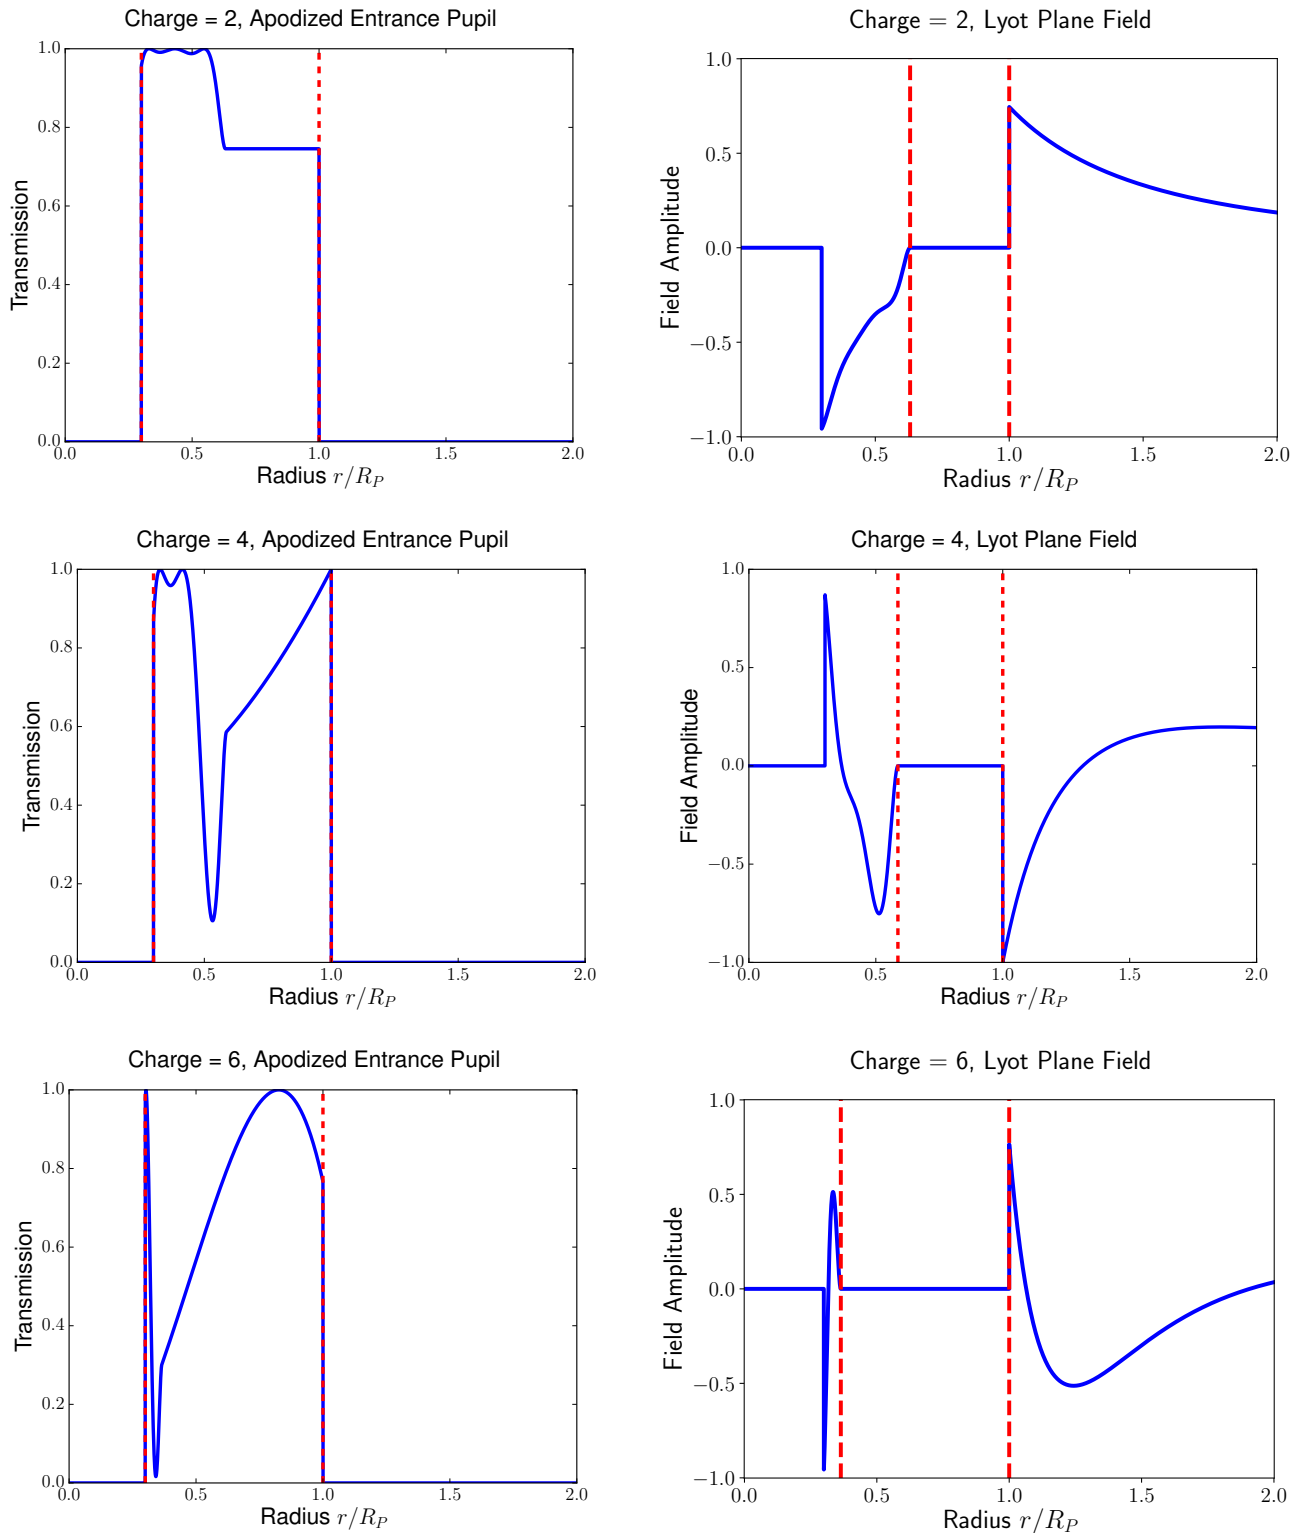 Charge = 2, Apodized Entrance Pupil
1.0
0.8
0.6
0.4
0.2
0.0
Transmission
0.0 0.5 1.0 1.5 2.0
Radius r/R_P
Charge = 2, Lyot Plane Field
1.0
0.5
0.0
−0.5
−1.0
Field Amplitude
0.0 0.5 1.0 1.5 2.0
Radius r/R_P
Charge = 4, Apodized Entrance Pupil
1.0
0.8
0.6
0.4
0.2
0.0
Transmission
0.0 0.5 1.0 1.5 2.0
Radius r/R_P
Charge = 4, Lyot Plane Field
1.0
0.5
0.0
−0.5
−1.0
Field Amplitude
0.0 0.5 1.0 1.5 2.0
Radius r/R_P
Charge = 6, Apodized Entrance Pupil
1.0
0.8
0.6
0.4
0.2
0.0
Transmission
0.0 0.5 1.0 1.5 2.0
Radius r/R_P
Charge = 6, Lyot Plane Field
1.0
0.5
0.0
−0.5
−1.0
Field Amplitude
0.0 0.5 1.0 1.5 2.0
Radius r/R_P